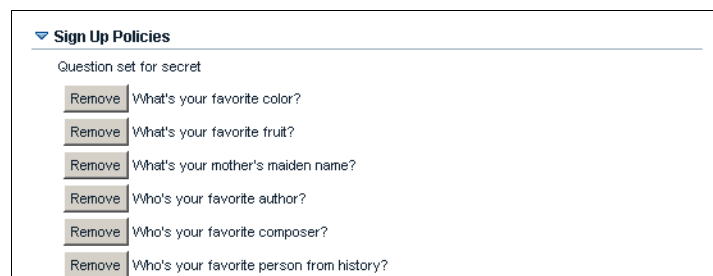 Sign Up Policies
Question set for secret
Remove What's your favorite color?
Remove What's your favorite fruit?
Remove What's your mother's maiden name?
Remove Who's your favorite author?
Remove Who's your favorite composer?
Remove Who's your favorite person from history?